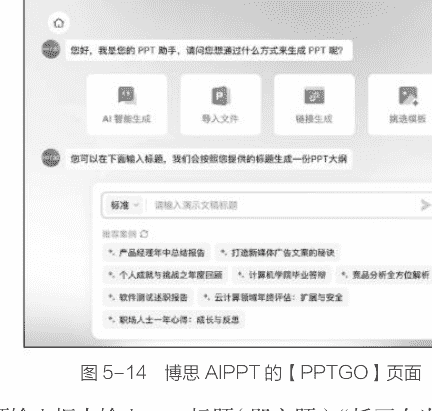 您好，我是您的 PPT 助手，请问您想通过什么方式来生成 PPT 呢?
AI 智能生成 导入文件 链接生成 挑选模板
您可以在下面输入标题，我们会按照您提供的标题生成一份PPT大纲
标准 请输入演示文稿标题
推荐案例
产品经理年中总结报告 打造新媒体广告文案的秘诀
个人成就与挑战之年度回顾 计算机学院毕业答辩 竞品分析全方位解析
软件测试述职报告 云计算领域年终评估：扩展与安全
职场人士一年心得：成长与反思
图 5-14 博思 AIPPT 的【PPTGO】页面